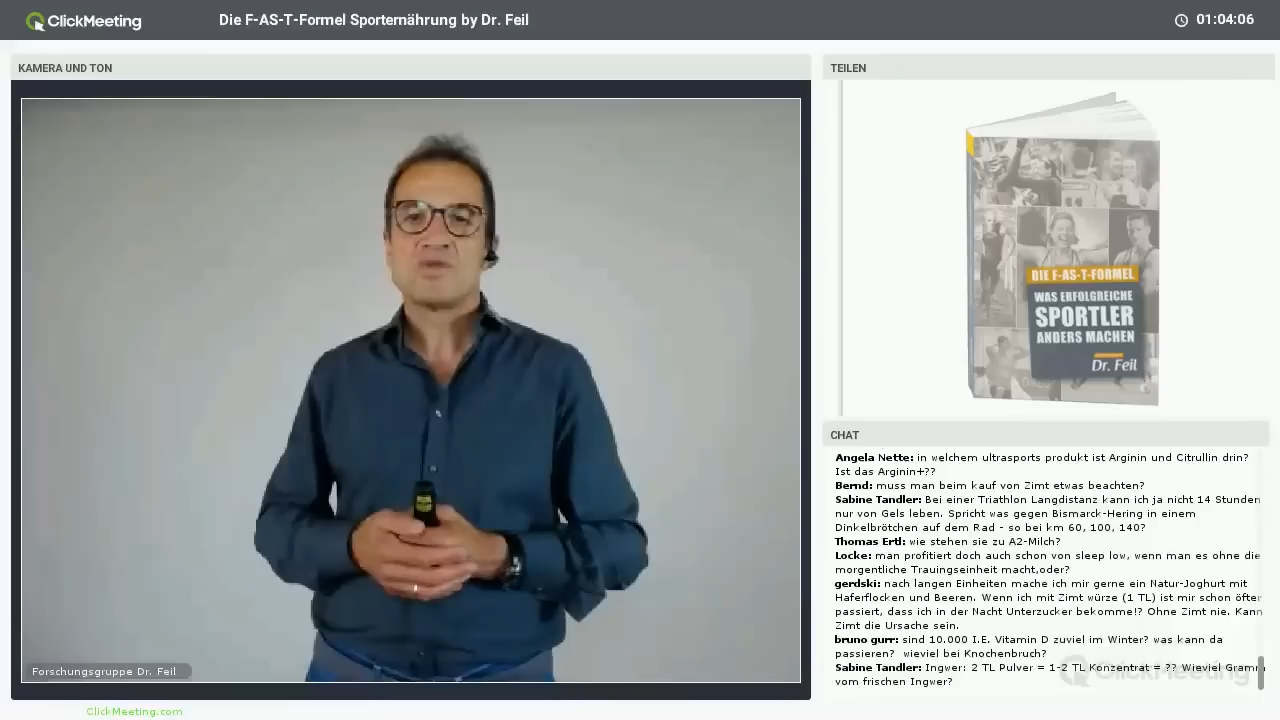 ClickMeeting
Die F-AS-T-Formel Sporternährung by Dr. Feil
01:04:06
KAMERA UND TON
Forschungsgruppe Dr. Feil
ClickMeeting.com
TEILEN
DIE F-AS-T-FORMEL
WAS ERFOLGREICHE
SPORTLER
ANDERS MACHEN
Dr. Feil
CHAT
Angela Nette: in welchem ultrasports produkt ist Arginin und Citrullin drin?
Ist das Arginin+??
Bernd: muss man beim kauf von Zimt etwas beachten?
Sabine Tandler: Bei einer Triathlon Langdistanz kann ich ja nicht 14 Stunden
nur von Gels leben. Spricht was gegen Bismarck-Hering in einem
Dinkelbrötchen auf dem Rad - so bei km 60, 100, 140?
Thomas Ertl: wie stehen sie zu A2-Milch?
Locke: man profitiert doch auch schon von sleep low, wenn man es ohne die
morgentliche Trauingseinheit macht,oder?
gerdski: nach langen Einheiten mache ich mir gerne ein Natur-Joghurt mit
Haferflocken und Beeren. Wenn ich mit Zimt würze (1 TL) ist mir schon öfter
passiert, dass ich in der Nacht Unterzucker bekomme!? Ohne Zimt nie. Kann
Zimt die Ursache sein.
bruno gurr: sind 10.000 I.E. Vitamin D zuviel im Winter? was kann da
passieren? wieviel bei Knochenbruch?
Sabine Tandler: Ingwer: 2 TL Pulver = 1-2 TL Konzentrat = ?? Wieviel Gramm
vom frischen Ingwer?
ClickMeeting